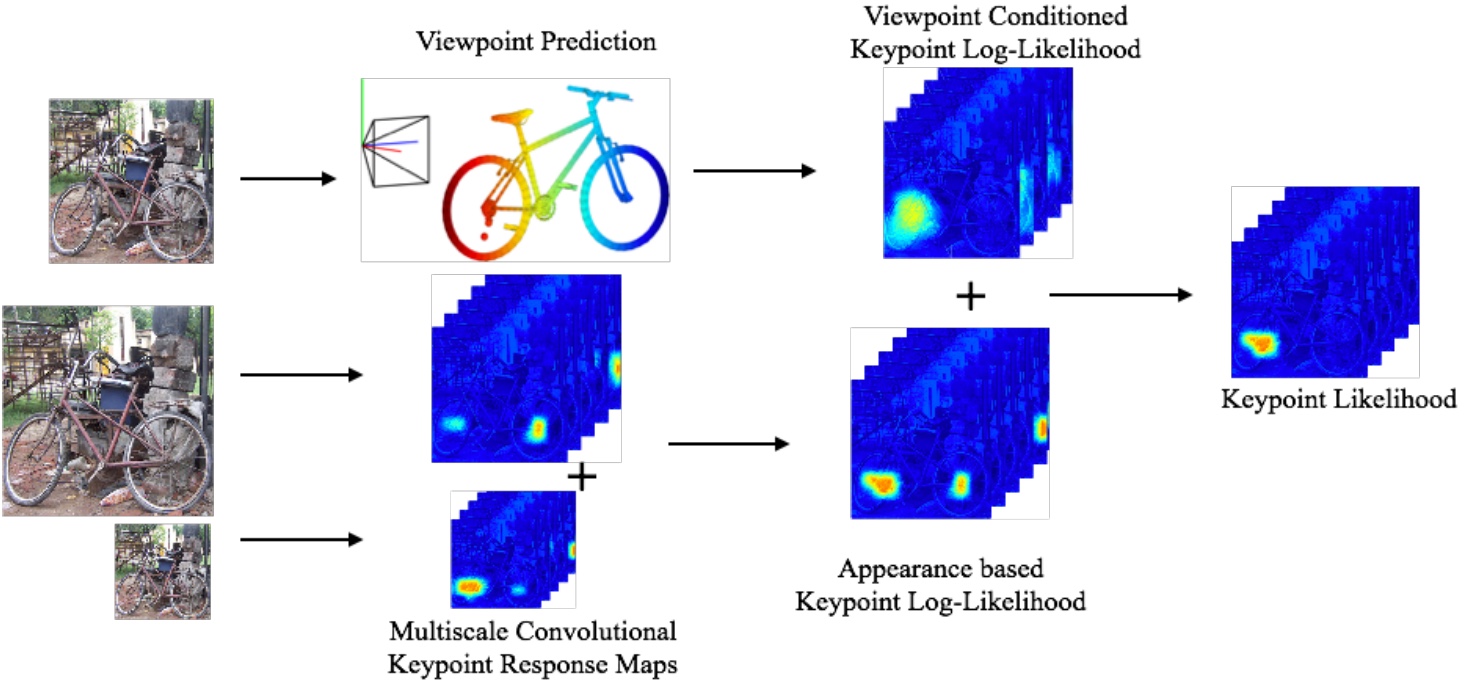 Viewpoint Prediction
Viewpoint Conditioned
Keypoint Log-Likelihood
+
+
Keypoint Likelihood
Appearance based
Keypoint Log-Likelihood
Multiscale Convolutional
Keypoint Response Maps